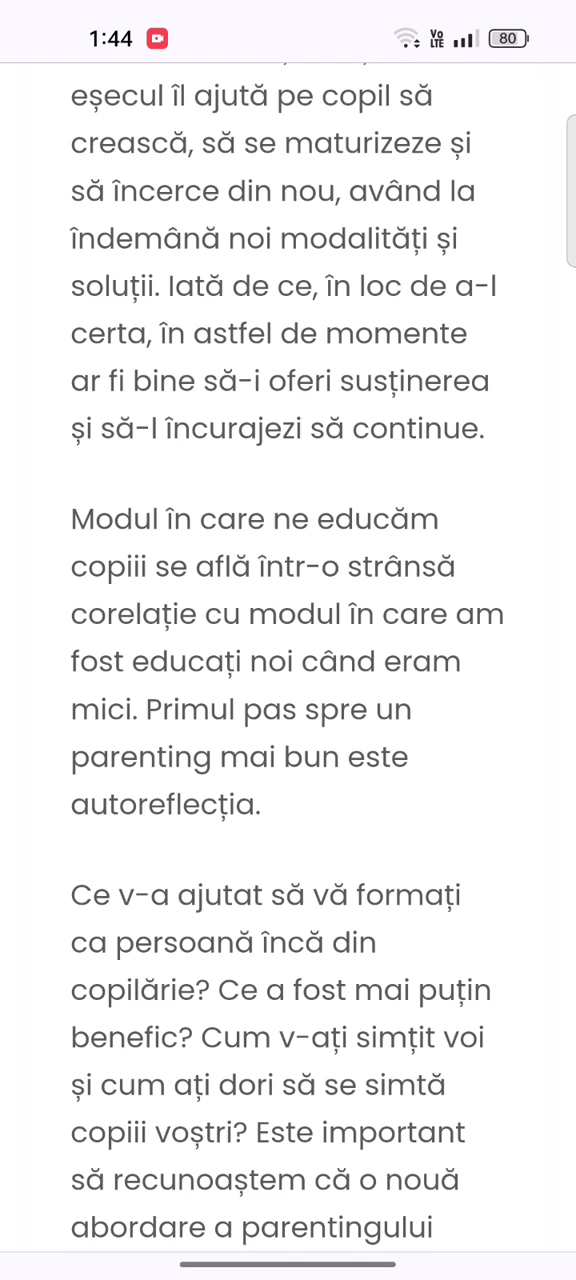 1:44
Vo LTE
80
eșecul îl ajută pe copil să
crească, să se maturizeze și
să încerce din nou, având la
îndemână noi modalități și
soluții. Iată de ce, în loc de a-l
certa, în astfel de momente
ar fi bine să-i oferi susținerea
și să-l încurajezi să continue.
Modul în care ne educăm
copiii se află într-o strânsă
corelație cu modul în care am
fost educați noi când eram
mici. Primul pas spre un
parenting mai bun este
autoreflecția.
Ce v-a ajutat să vă formați
ca persoană încă din
copilărie? Ce a fost mai puțin
benefic? Cum v-ați simțit voi
și cum ați dori să se simtă
copiii voștri? Este important
să recunoaștem că o nouă
abordare a parentingului